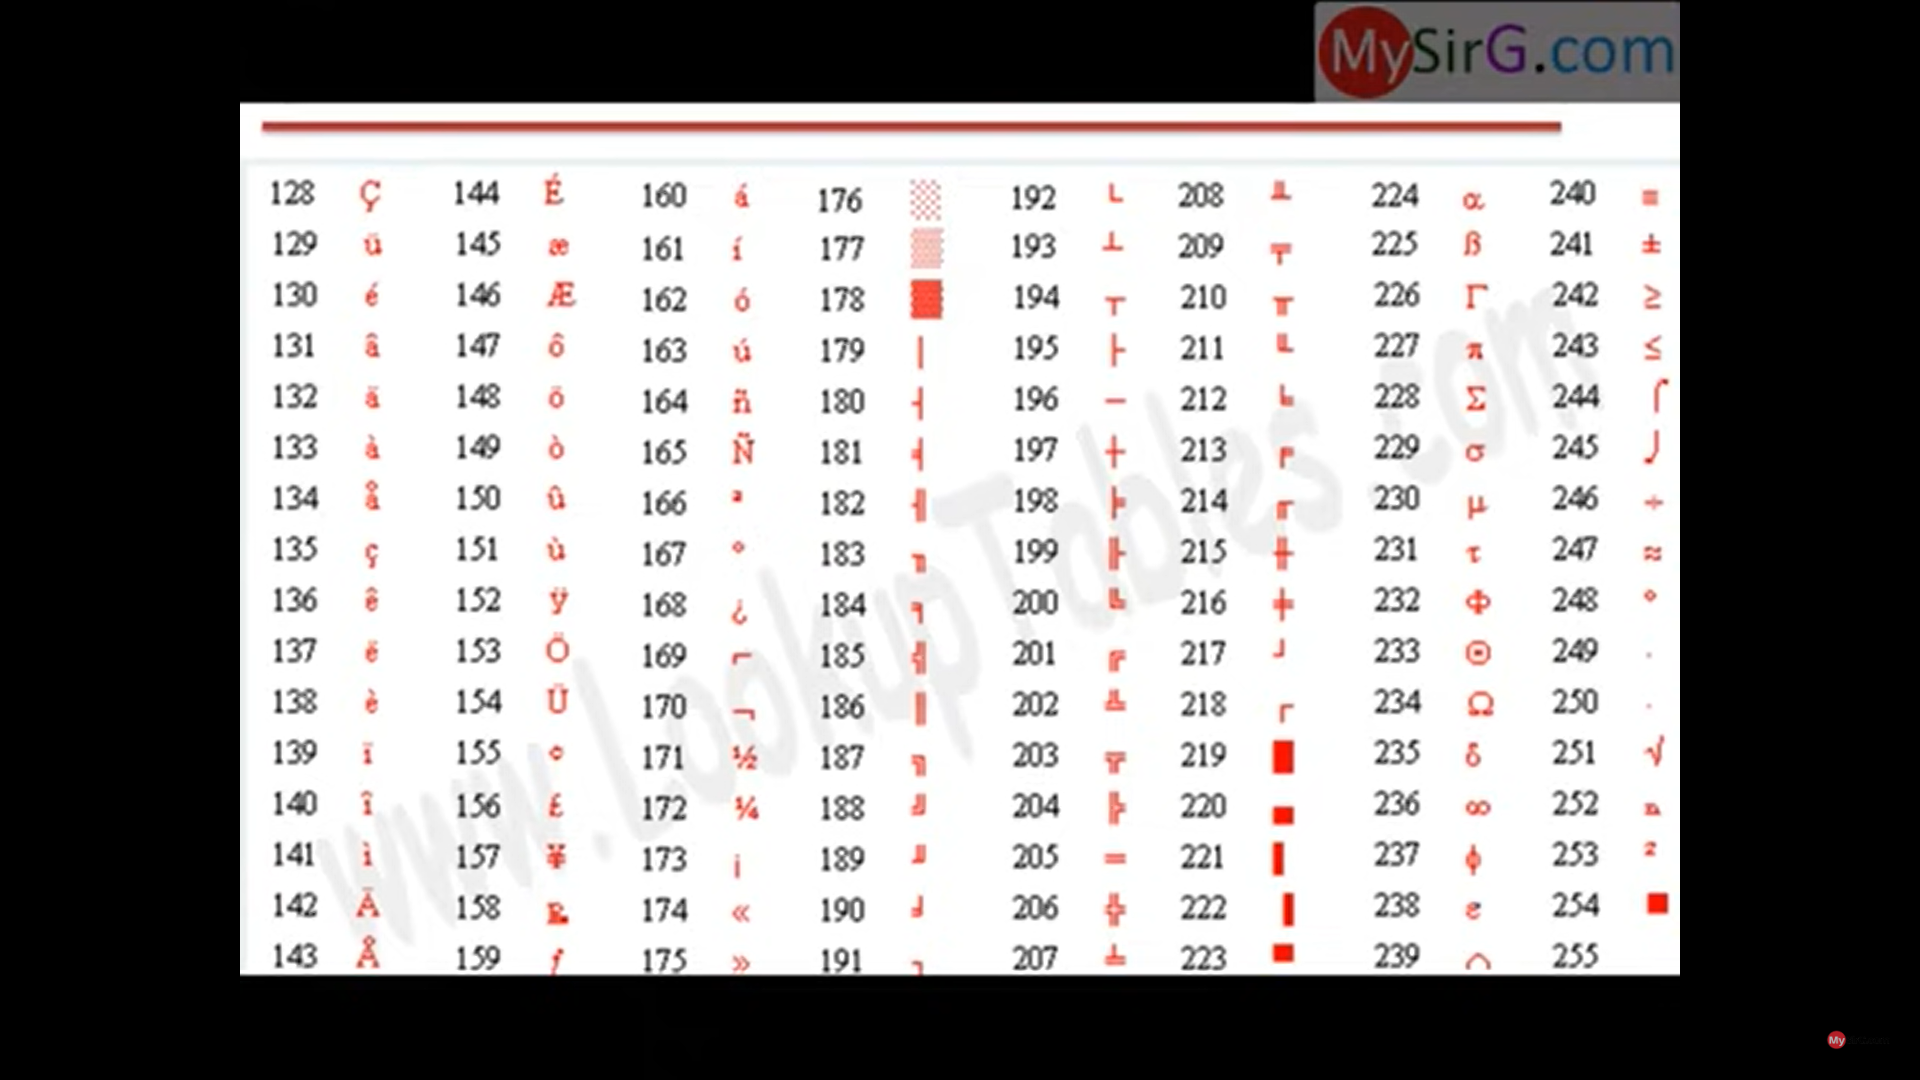 MySirG.com
128 Ç 144 É 160 á 176 ░ 192 └ 208 ╨ 224 α 240 ≡
129 ü 145 æ 161 í 177 ▒ 193 ┴ 209 ╤ 225 ß 241 ±
130 é 146 Æ 162 ó 178 ▓ 194 ┬ 210 ╥ 226 Γ 242 ≥
131 â 147 ô 163 ú 179 │ 195 ├ 211 ╙ 227 π 243 ≤
132 ä 148 ö 164 ñ 180 ┤ 196 ─ 212 ╘ 228 Σ 244 ⌠
133 à 149 ò 165 Ñ 181 ╡ 197 ┼ 213 ╒ 229 σ 245 ⌡
134 å 150 û 166 ª 182 ╢ 198 ╞ 214 ╓ 230 µ 246 ÷
135 ç 151 ù 167 º 183 ╖ 199 ╟ 215 ╫ 231 τ 247 ≈
136 ê 152 ÿ 168 ¿ 184 ╕ 200 ╚ 216 ╪ 232 Φ 248 °
137 ë 153 Ö 169 ⌐ 185 ╣ 201 ╔ 217 ┘ 233 Θ 249 ∙
138 è 154 Ü 170 ¬ 186 ║ 202 ╩ 218 ┌ 234 Ω 250 ·
139 ï 155 ¢ 171 ½ 187 ╗ 203 ╦ 219 █ 235 δ 251 √
140 î 156 £ 172 ¼ 188 ╝ 204 ╠ 220 ▄ 236 ∞ 252 ⁿ
141 ì 157 ¥ 173 ¡ 189 ╜ 205 ═ 221 ▌ 237 φ 253 ²
142 Ä 158 ₧ 174 « 190 ╛ 206 ╬ 222 ▐ 238 ε 254 ■
143 Å 159 ƒ 175 » 191 ┐ 207 ╧ 223 ▀ 239 ∩ 255
www.LookupTables.com
My